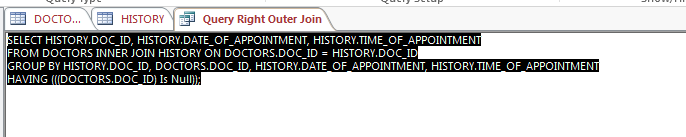 Query Type
Query Setup
Show/Hi
DOCTO...
HISTORY
Query Right Outer Join
SELECT HISTORY.DOC_ID, HISTORY.DATE_OF_APPOINTMENT, HISTORY.TIME_OF_APPOINTMENT
FROM DOCTORS INNER JOIN HISTORY ON DOCTORS.DOC_ID = HISTORY.DOC_ID
GROUP BY HISTORY.DOC_ID, DOCTORS.DOC_ID, HISTORY.DATE_OF_APPOINTMENT, HISTORY.TIME_OF_APPOINTMENT
HAVING (((DOCTORS.DOC_ID) Is Null));